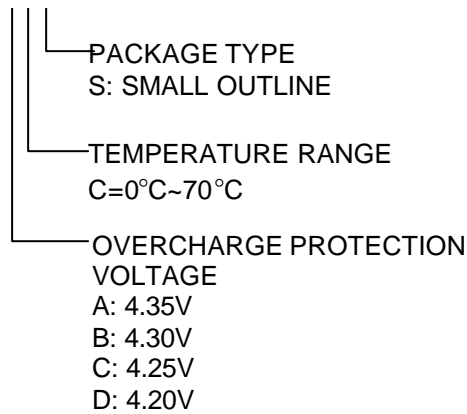 PACKAGE TYPE
S: SMALL OUTLINE
TEMPERATURE RANGE
C=0°C~70°C
OVERCHARGE PROTECTION
VOLTAGE
A: 4.35V
B: 4.30V
C: 4.25V
D: 4.20V